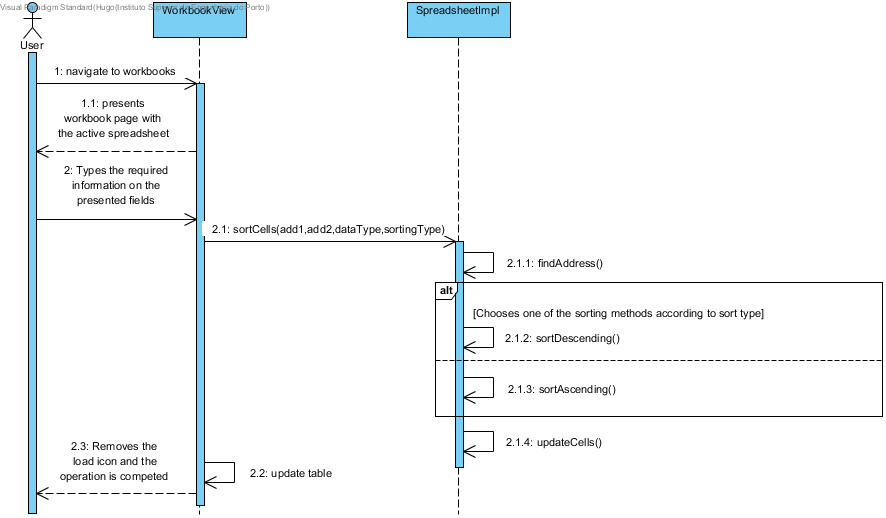 Visual Paradigm Standard(Hugo(Instituto Superior de Engenharia do Porto))
WorkbookView
SpreadsheetImpl
User
1: navigate to workbooks
1.1: presents
workbook page with
the active spreadsheet
2: Types the required
information on the
presented fields
2.1: sortCells(add1,add2,dataType,sortingType)
2.1.1: findAddress()
alt
[Chooses one of the sorting methods according to sort type]
2.1.2: sortDescending()
2.1.3: sortAscending()
2.1.4: updateCells()
2.3: Removes the
load icon and the
operation is competed
2.2: update table